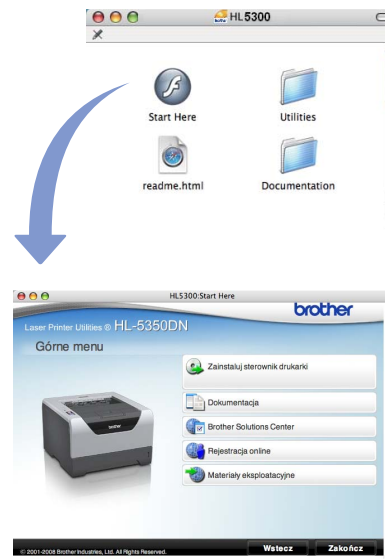 HL5300
Start Here
Utilities
readme.html
Documentation
HL5300:Start Here
brother
Laser Printer Utilities ® HL-5350DN
Górne menu
Zainstaluj sterownik drukarki
Dokumentacja
Brother Solutions Center
Rejestracja online
Materiały eksploatacyjne
brother
© 2001-2008 Brother Industries, Ltd. All Rights Reserved.
Wstecz
Zakończ